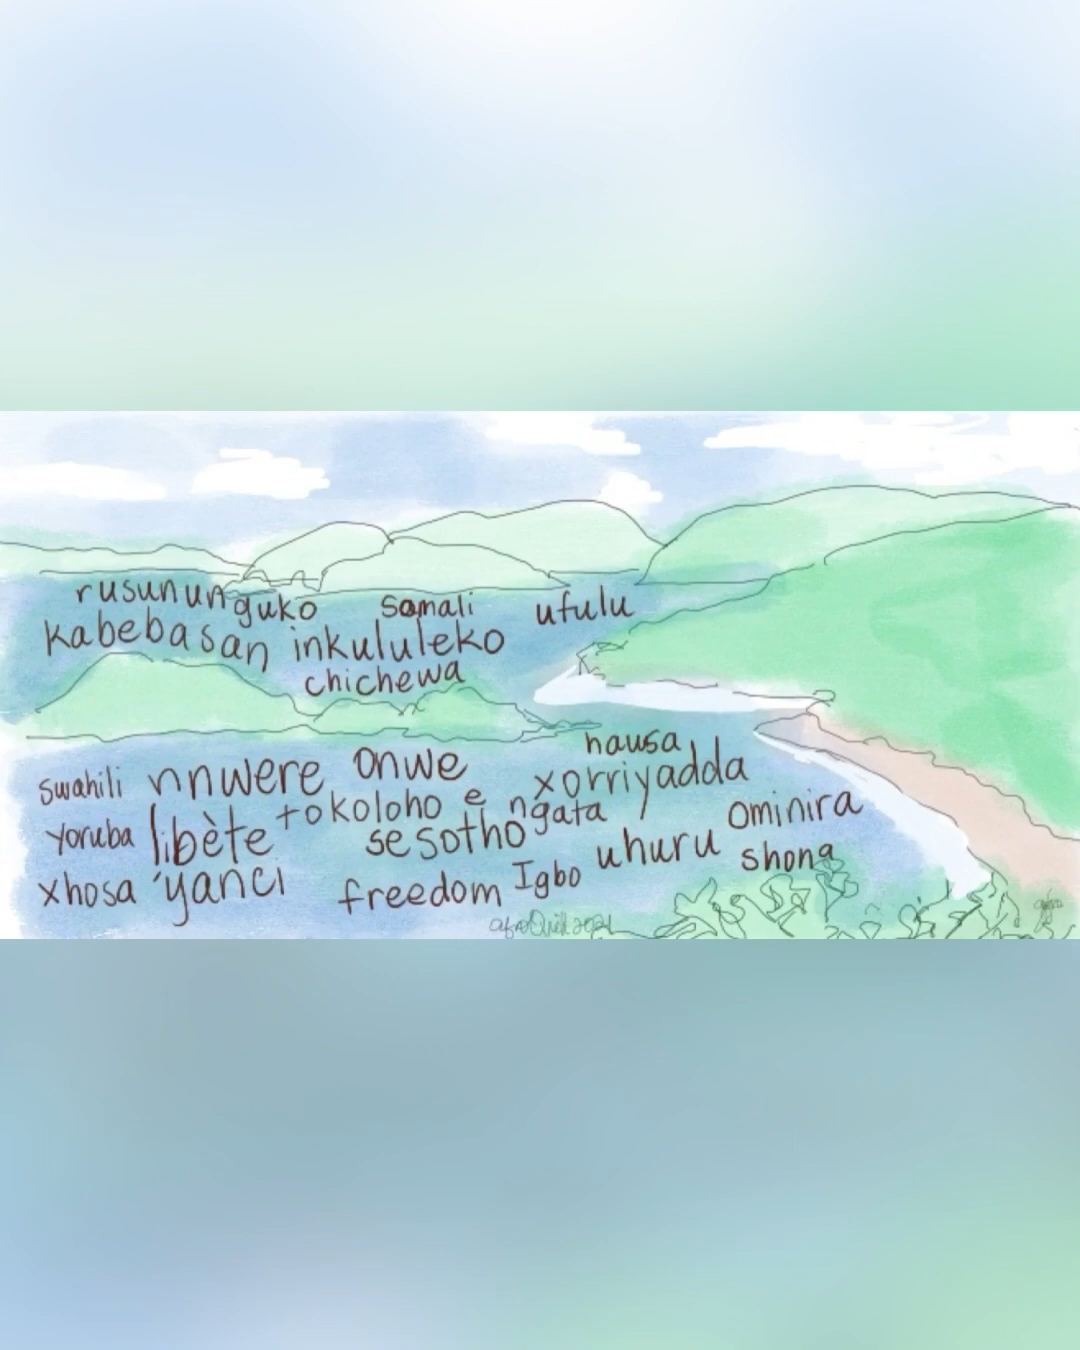 rusununguko
Somali
ufulu
kabebasan inkululeko
chichewa
hausa
swahili nnwere onwe
xorriyadda
tokoloho e ngata
ominira
yoruba libète
sesotho
uhuru shona
xhosa 'yanci
freedom Igbo